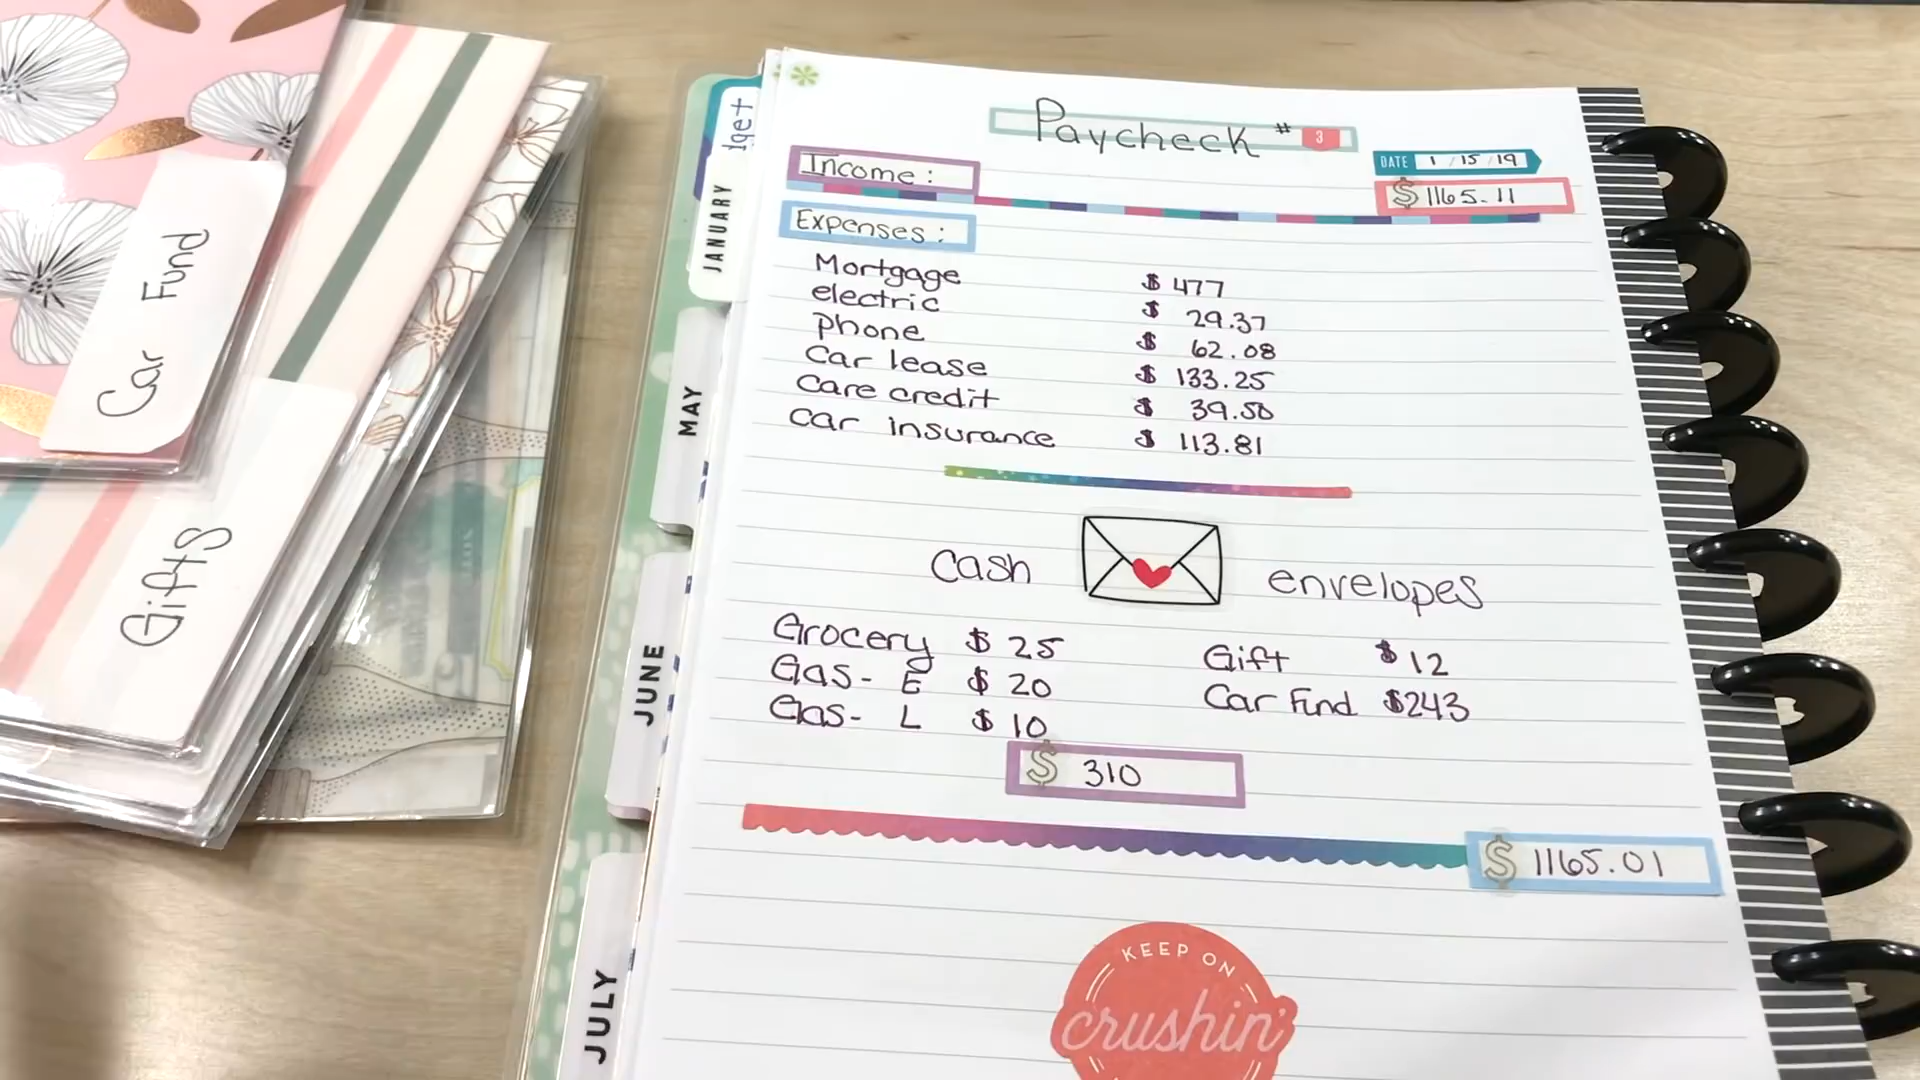 Paycheck # 3
DATE 1/15/19
Income :
$ 1165.11
Expenses :
Mortgage $ 477
electric $ 29.37
phone $ 62.08
Car lease $ 133.25
Care credit $ 39.50
Car insurance $ 113.81
Cash envelopes
Grocery $ 25
Gas- E $ 20
Gas- L $ 10
Gift $ 12
Car Fund $243
$ 310
$ 1165.01
KEEP ON
crushin'
JANUARY
MAY
JUNE
JULY
Car Fund
Gifts